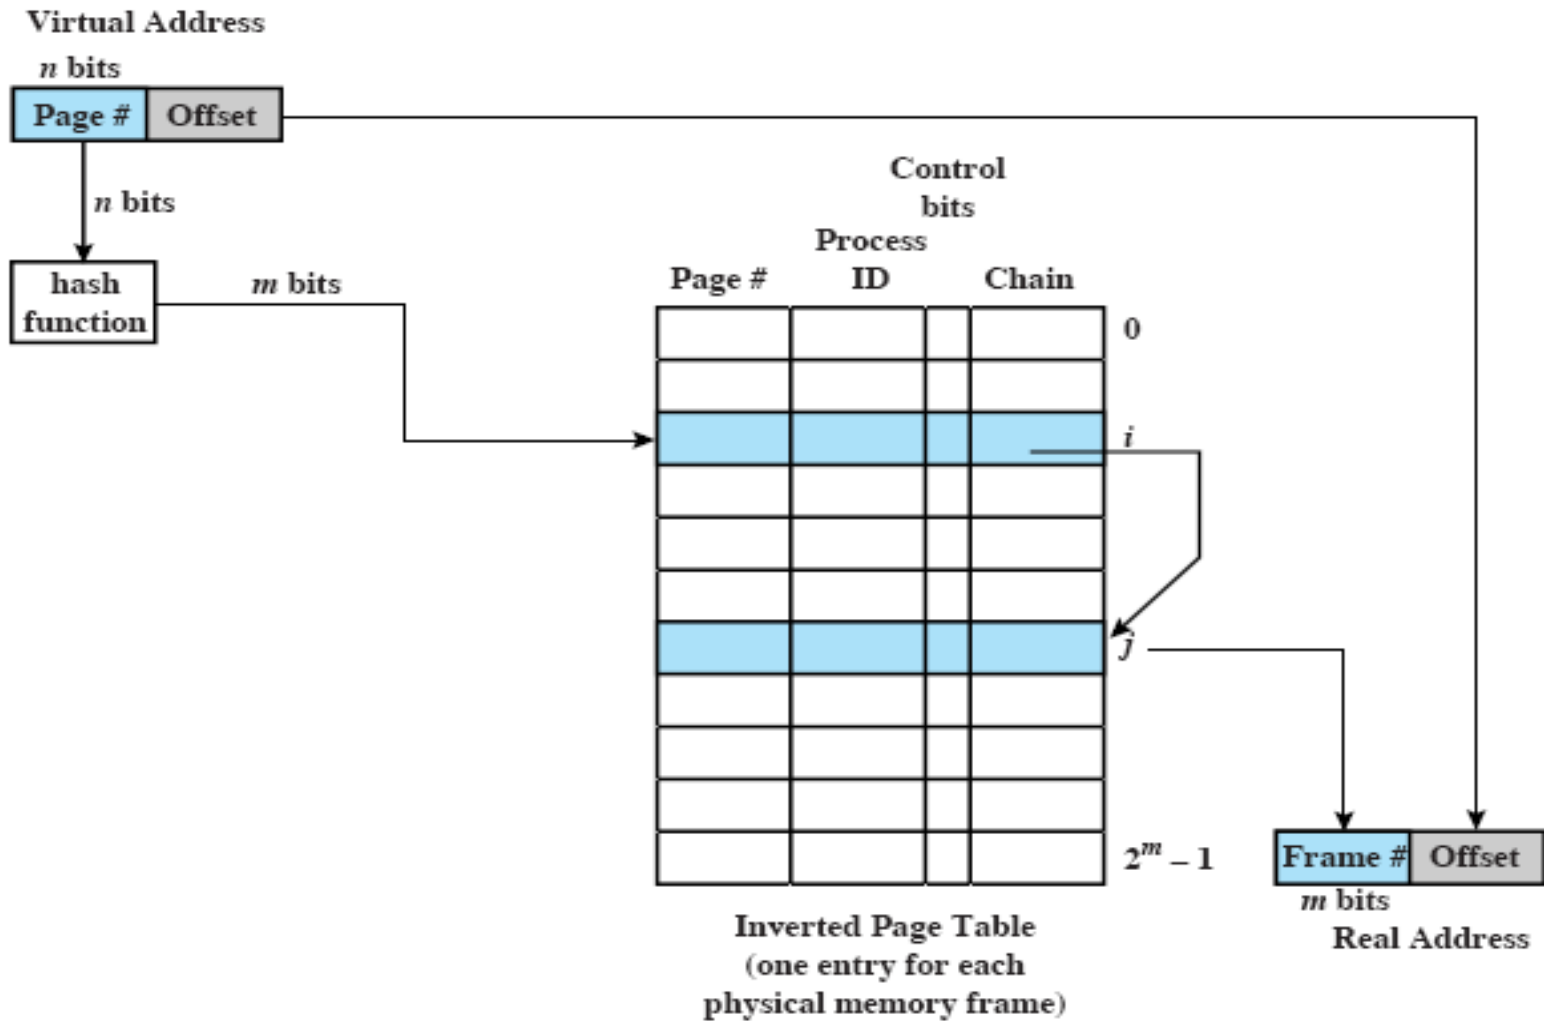 Virtual Address
n bits
Page # Offset
n bits
hash
function
m bits
Control
bits
Process
Page # ID Chain
0
i
j
2^m – 1
Frame # Offset
m bits
Real Address
Inverted Page Table
(one entry for each
physical memory frame)